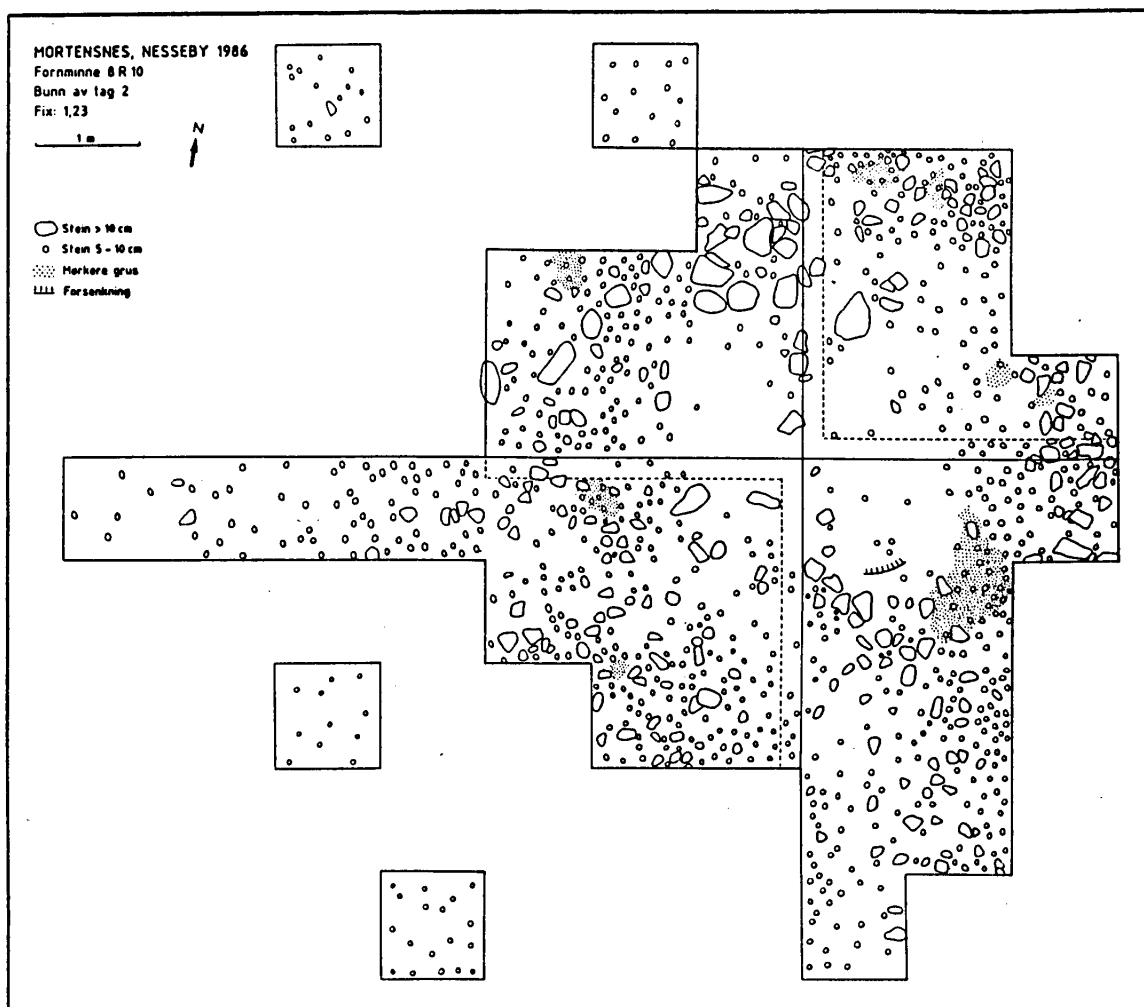 MORTENSNES, NESSEBY 1986
Fornminne 8 R 10
Bunn av lag 2
Fix: 1,23
1 m
N
Stein > 10 cm
Stein 5 - 10 cm
Mørkere grus
Forsenkning